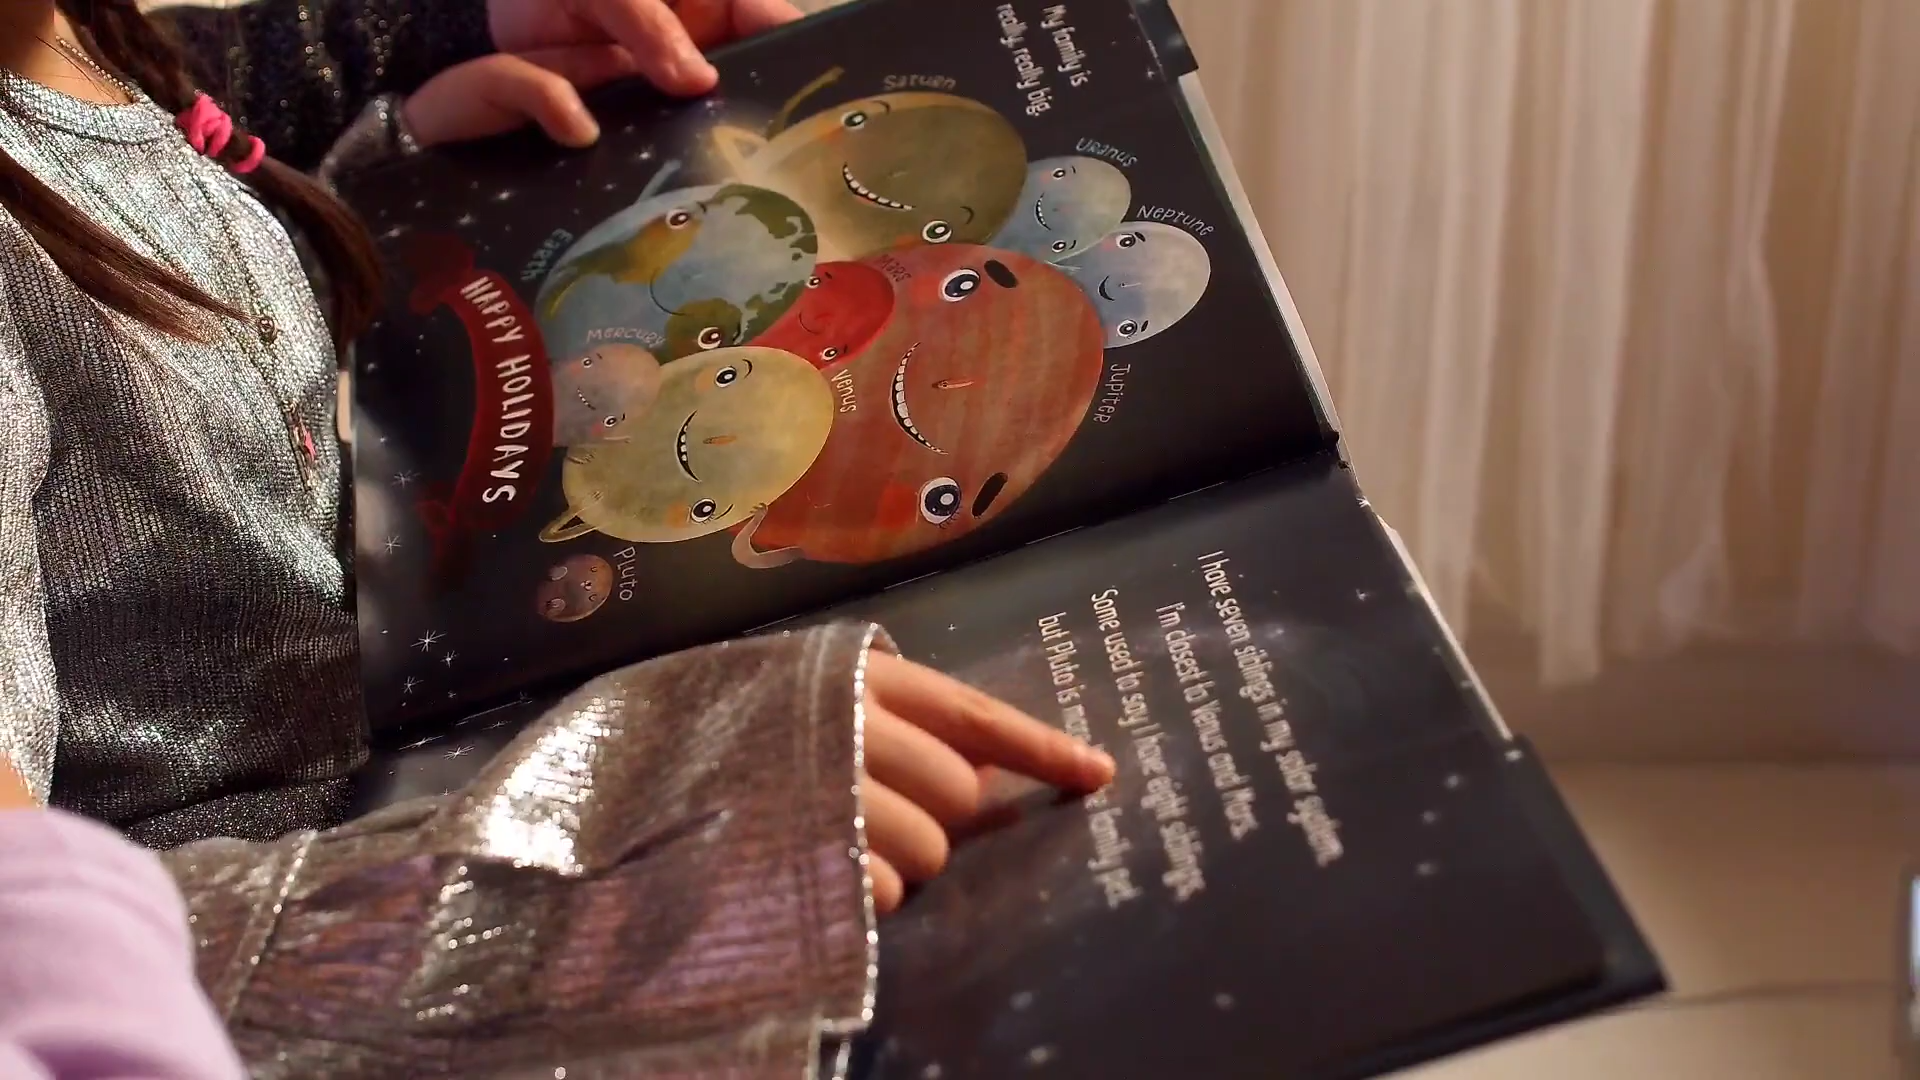 My family is
really, really big.
Saturn
Uranus
Neptune
Earth
Mars
Mercury
Venus
Jupiter
HAPPY HOLIDAYS
Pluto
I have seven siblings in my solar system.
I'm closest to Venus and Mars.
Some used to say I have eight siblings,
but Pluto is family pet.